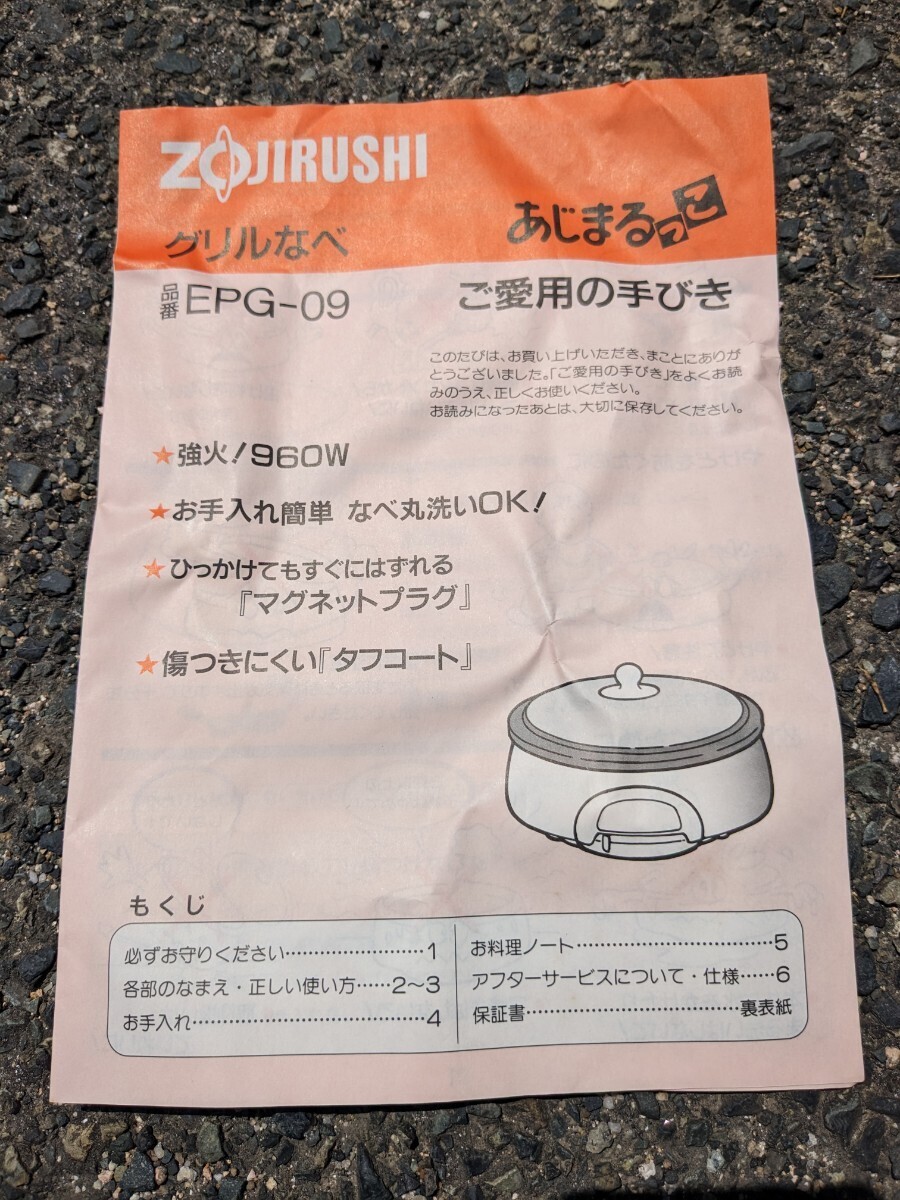 ZOJIRUSHI
グリルなべ
あじまるっこ
品番 EPG-09
ご愛用の手びき
このたびは、お買い上げいただき、まことにありが
とうございました。「ご愛用の手びき」をよくお読
みのうえ、正しくお使いください。
お読みになったあとは、大切に保存してください。
★強火!960W
★お手入れ簡単 なべ丸洗いOK!
★ひっかけてもすぐにはずれる
『マグネットプラグ』
★傷つきにくい『タフコート』
もくじ
必ずお守りください……………………1
各部のなまえ・正しい使い方……2~3
お手入れ……………………………………4
お料理ノート………………………………5
アフターサービスについて・仕様……6
保証書…………………………………裏表紙